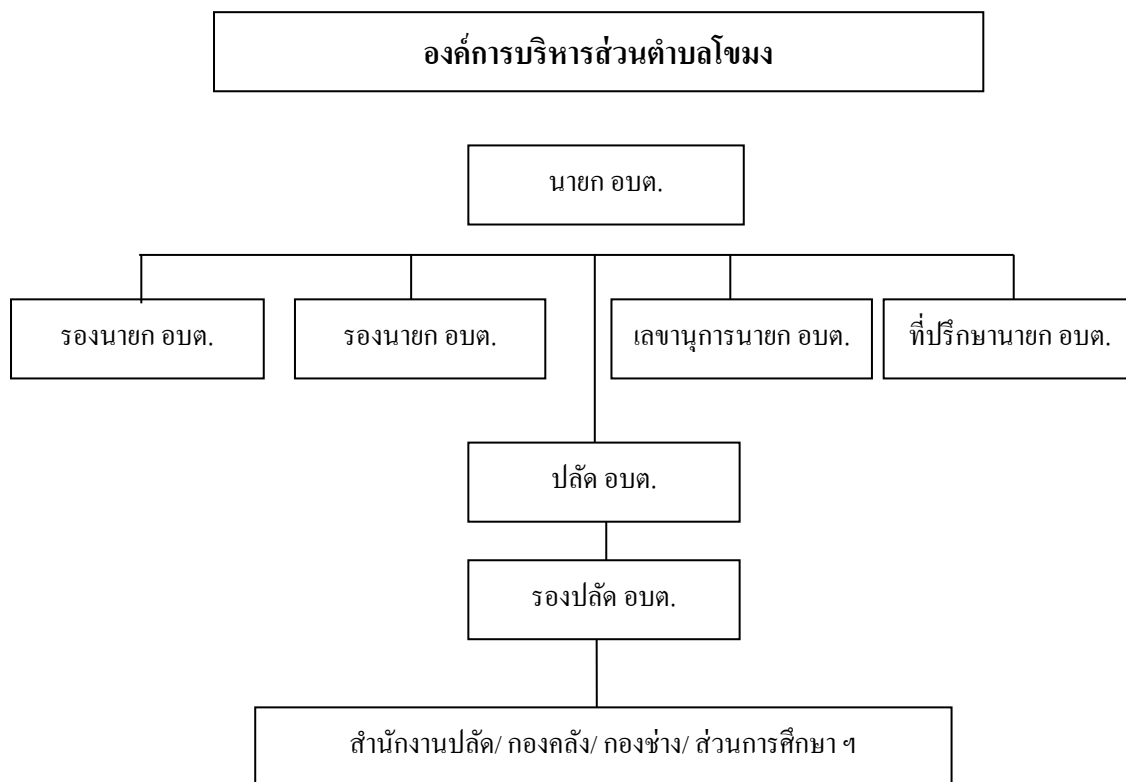 องค์การบริหารส่วนตำบลโขมง
นายก อบต.
รองนายก อบต.
รองนายก อบต.
เลขานุการนายก อบต.
ที่ปรึกษานายก อบต.
ปลัด อบต.
รองปลัด อบต.
สำนักงานปลัด/ กองคลัง/ กองช่าง/ ส่วนการศึกษา ฯ